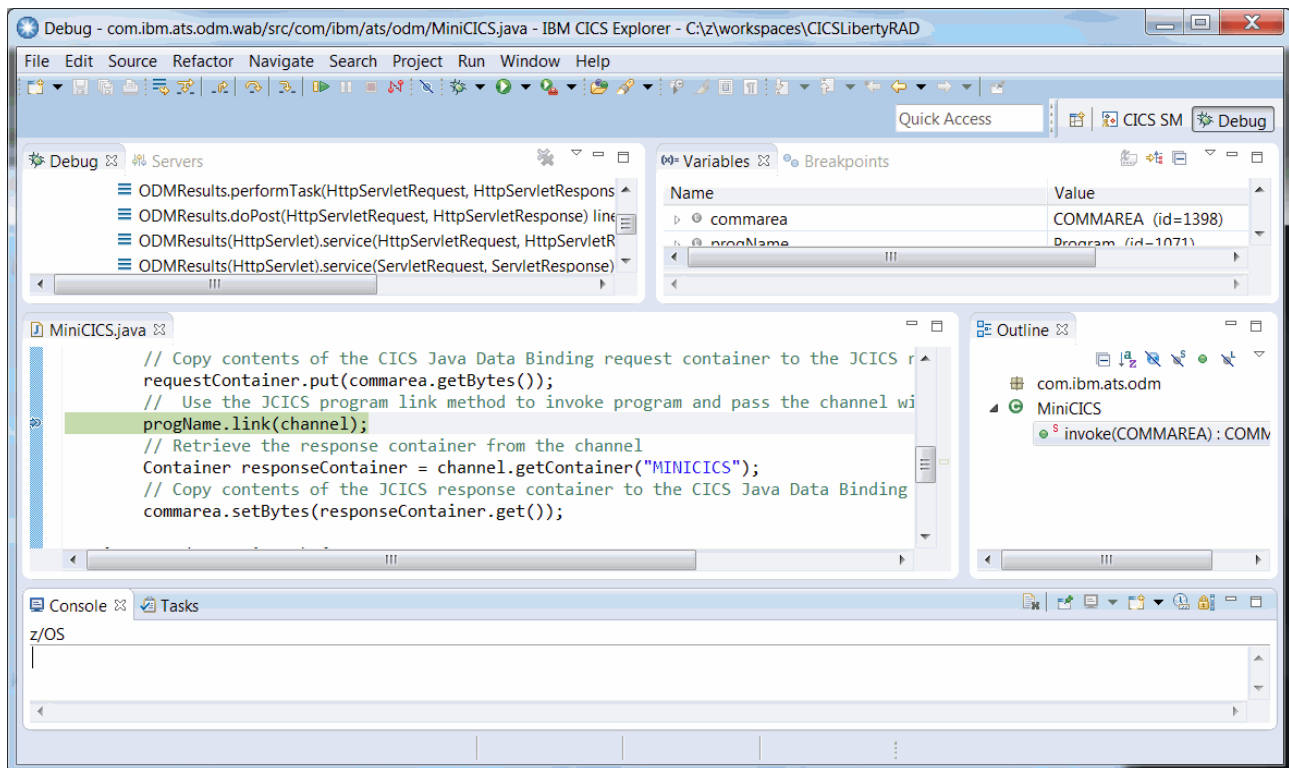 Debug - com.ibm.ats.odm.wab/src/com/ibm/ats/odm/MiniCICS.java - IBM CICS Explorer - C:\z\workspaces\CICSLibertyRAD
File Edit Source Refactor Navigate Search Project Run Window Help
Quick Access CICS SM Debug
Debug Servers
ODMResults.performTask(HttpServletRequest, HttpServletRespons
ODMResults.doPost(HttpServletRequest, HttpServletResponse) line
ODMResults(HttpServlet).service(HttpServletRequest, HttpServletR
ODMResults(HttpServlet).service(ServletRequest, ServletResponse)
(x)= Variables Breakpoints
Name Value
commarea COMMAREA (id=1398)
progName Program (id=1071)
MiniCICS.java
// Copy contents of the CICS Java Data Binding request container to the JCICS r
requestContainer.put(commarea.getBytes());
// Use the JCICS program link method to invoke program and pass the channel wi
progName.link(channel);
// Retrieve the response container from the channel
Container responseContainer = channel.getContainer("MINICICS");
// Copy contents of the JCICS response container to the CICS Java Data Binding
commarea.setBytes(responseContainer.get());
Outline
com.ibm.ats.odm
MiniCICS
invoke(COMMAREA) : COMM
Console Tasks
z/OS